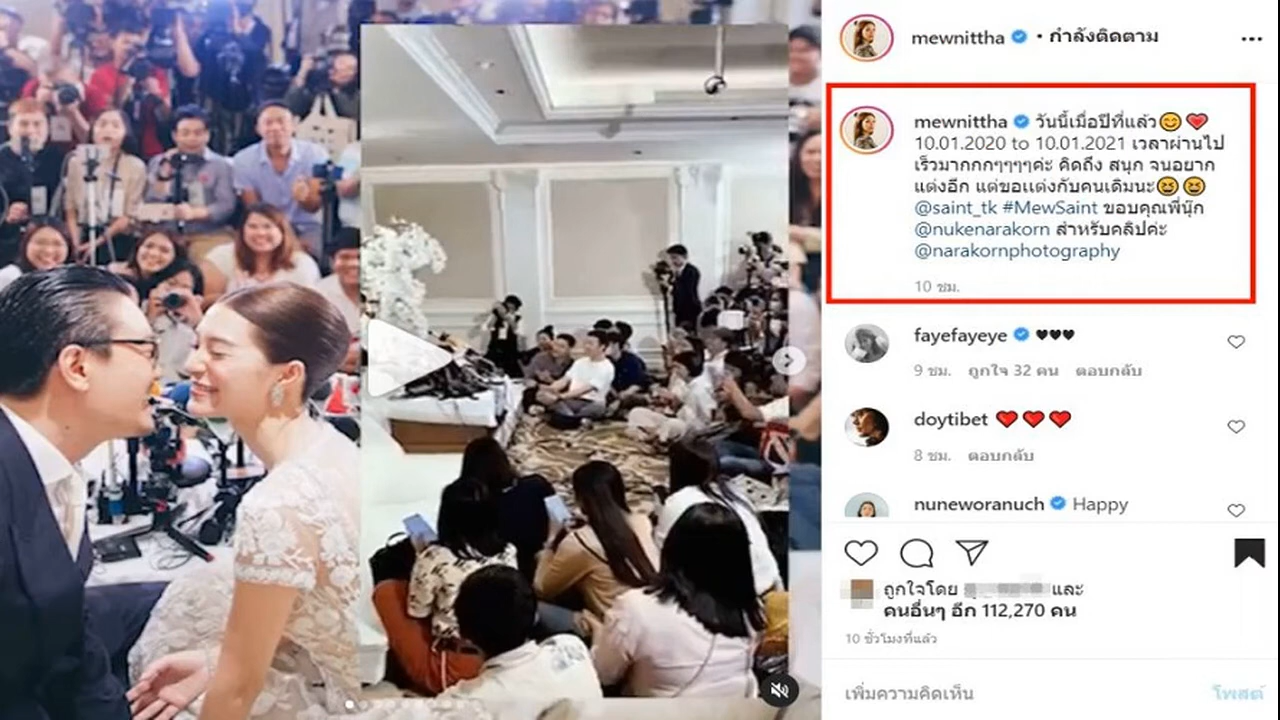 mewnittha • กำลังติดตาม
mewnittha วันนี้เมื่อปีที่แล้ว😊❤️
10.01.2020 to 10.01.2021 เวลาผ่านไป
เร็วมากกกๆๆๆๆค่ะ คิดถึง สนุก จนอยาก
แต่งอีก แต่ขอแต่งกับคนเดิมนะ😆😆
@saint_tk #MewSaint ขอบคุณพี่นุ๊ก
@nukenarakorn สำหรับคลิปค่ะ
@narakornphotography
10 ชม.
fayefayeye 🖤🖤🖤
9 ชม. ถูกใจ 32 คน ตอบกลับ
doytibet ❤️❤️❤️
8 ชม. ตอบกลับ
nuneworanuch Happy
ถูกใจโดย และ
คนอื่นๆ อีก 112,270 คน
10 ชั่วโมงที่แล้ว
เพิ่มความคิดเห็น โพสต์